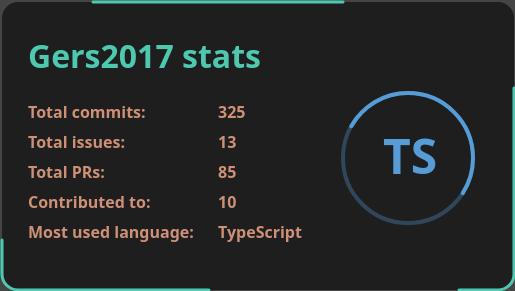 Gers2017 stats
Total commits: 325
Total issues: 13
Total PRs: 85
Contributed to: 10
Most used language: TypeScript
TS